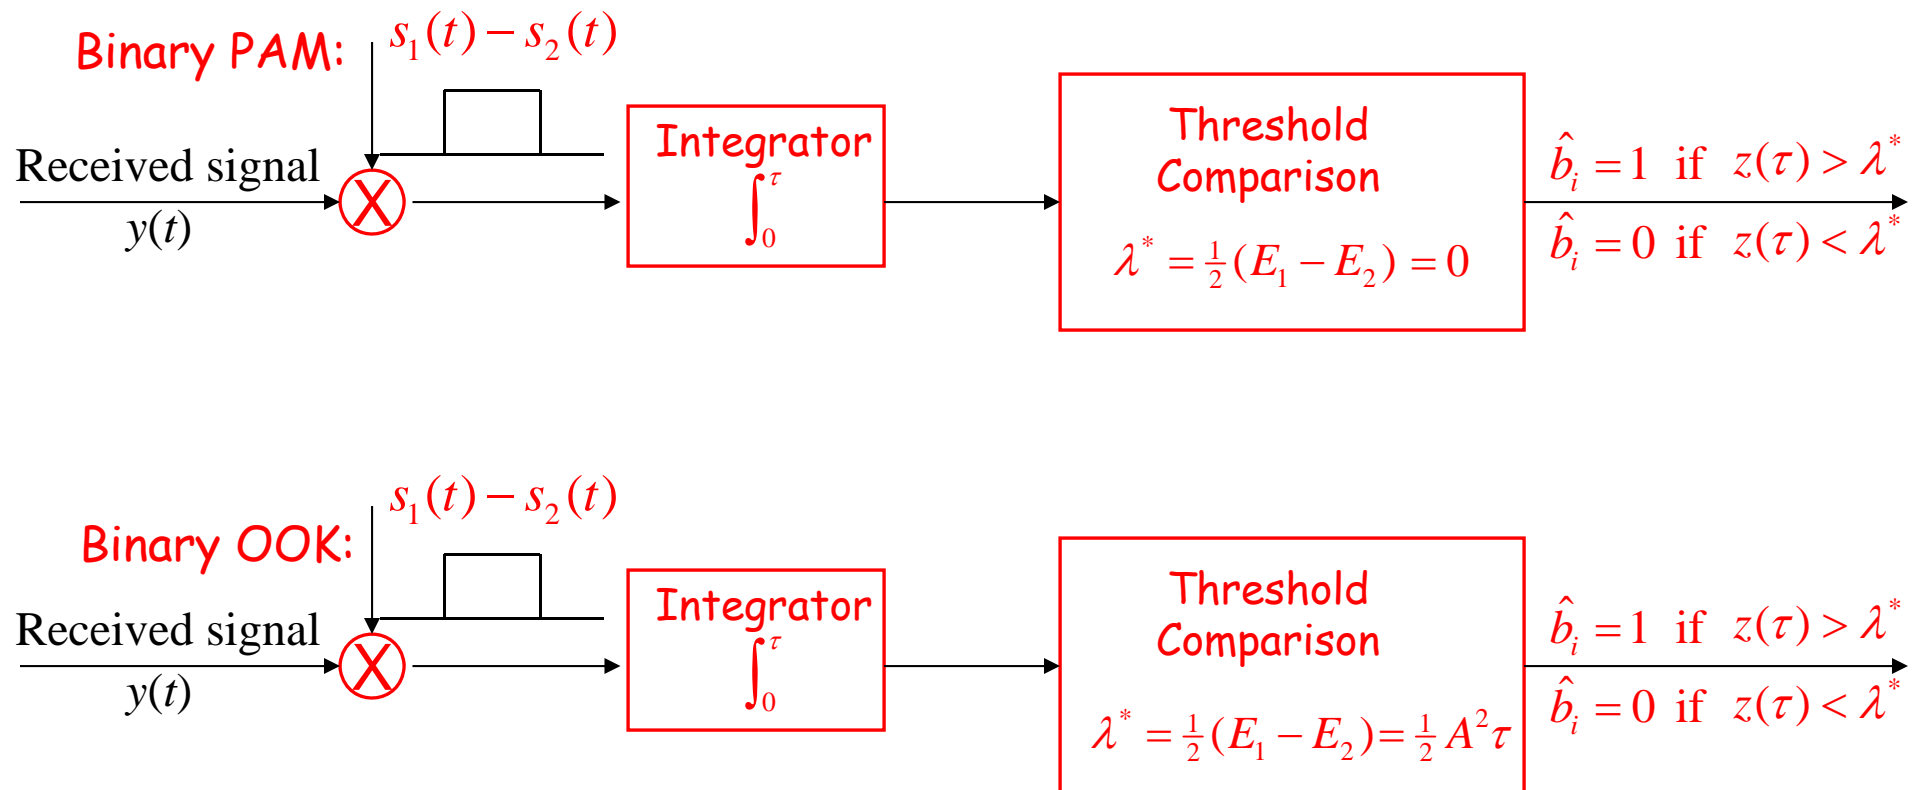 Binary PAM:
s₁(t) − s₂(t)
Received signal
y(t)
X
Integrator
∫₀^τ
Threshold
Comparison
λ* = ½(E₁ − E₂) = 0
b̂ᵢ = 1 if z(τ) > λ*
b̂ᵢ = 0 if z(τ) < λ*
Binary OOK:
s₁(t) − s₂(t)
Received signal
y(t)
X
Integrator
∫₀^τ
Threshold
Comparison
λ* = ½(E₁ − E₂) = ½ A²τ
b̂ᵢ = 1 if z(τ) > λ*
b̂ᵢ = 0 if z(τ) < λ*